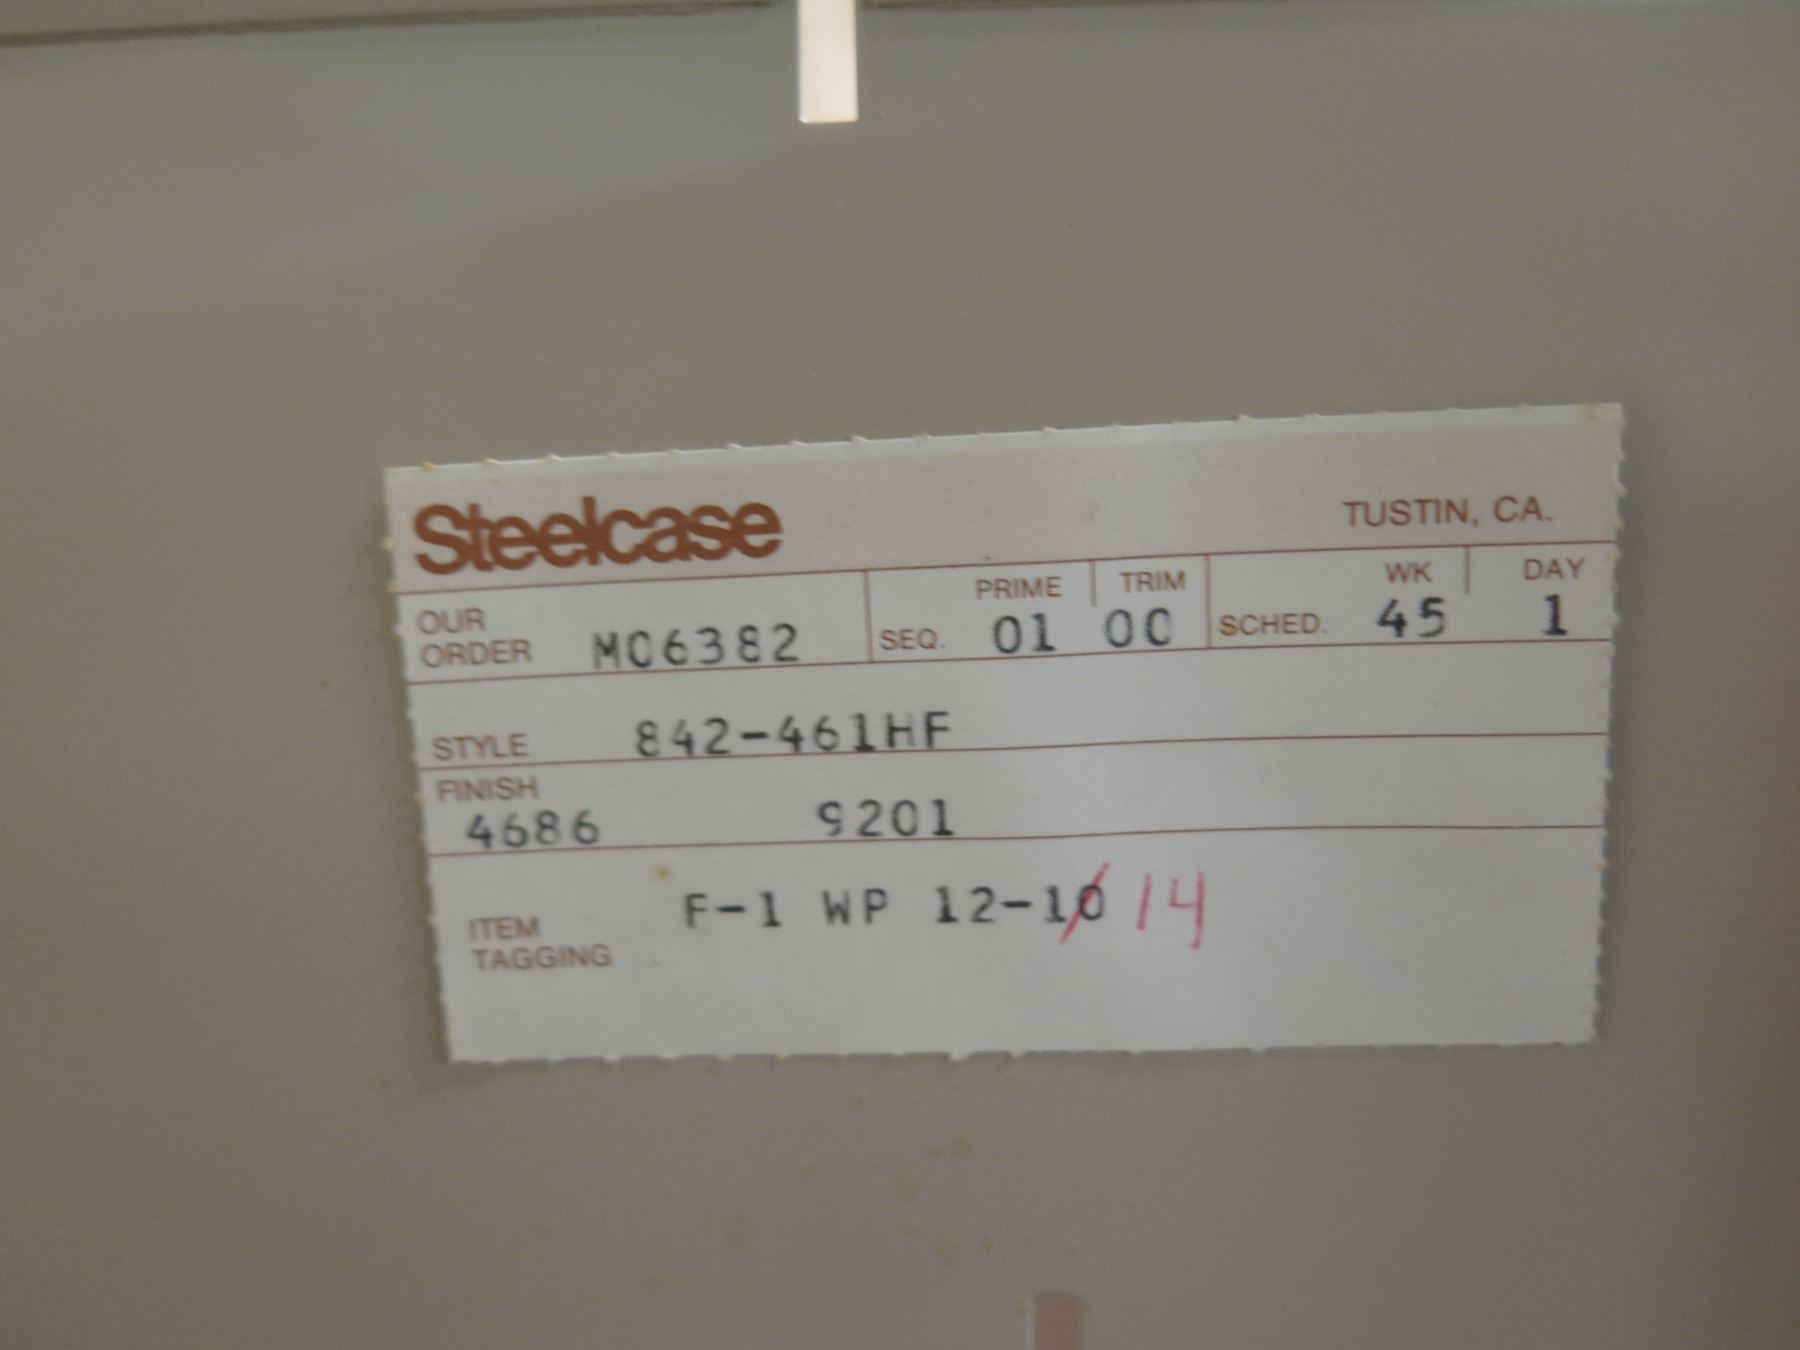 Steelcase TUSTIN, CA.
PRIME TRIM WK DAY
OUR ORDER MC6382 SEQ. 01 00 SCHED. 45 1
STYLE 842-461HF
FINISH
4686 9201
F-1 WP 12-10 14
ITEM
TAGGING